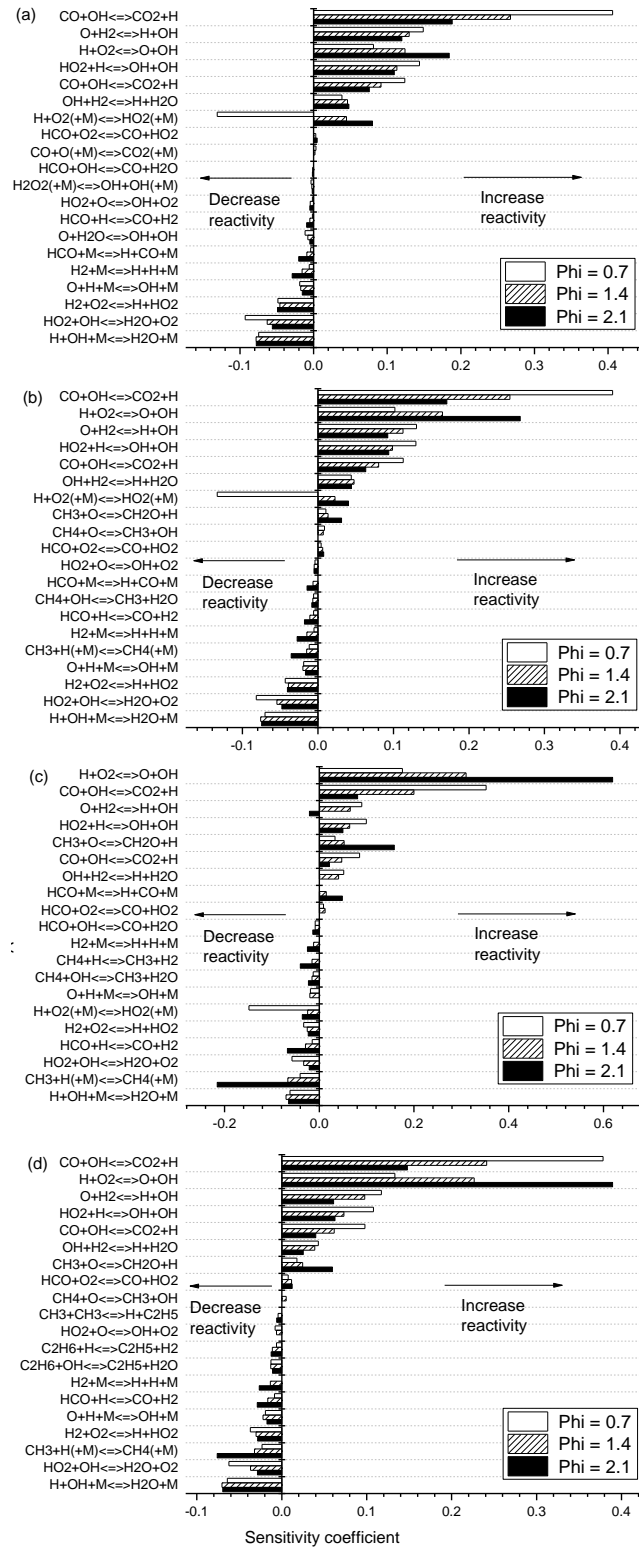 (a)
CO+OH<=>CO2+H
O+H2<=>H+OH
H+O2<=>O+OH
HO2+H<=>OH+OH
CO+OH<=>CO2+H
OH+H2<=>H+H2O
H+O2(+M)<=>HO2(+M)
HCO+O2<=>CO+HO2
CO+O(+M)<=>CO2(+M)
HCO+OH<=>CO+H2O
H2O2(+M)<=>OH+OH(+M)
HO2+O<=>OH+O2
HCO+H<=>CO+H2
O+H2O<=>OH+OH
HCO+M<=>H+CO+M
H2+M<=>H+H+M
O+H+M<=>OH+M
H2+O2<=>H+HO2
HO2+OH<=>H2O+O2
H+OH+M<=>H2O+M
Decrease
reactivity
Increase
reactivity
Phi = 0.7
Phi = 1.4
Phi = 2.1
-0.1 0.0 0.1 0.2 0.3 0.4
(b)
CO+OH<=>CO2+H
H+O2<=>O+OH
O+H2<=>H+OH
HO2+H<=>OH+OH
CO+OH<=>CO2+H
OH+H2<=>H+H2O
H+O2(+M)<=>HO2(+M)
CH3+O<=>CH2O+H
CH4+O<=>CH3+OH
HCO+O2<=>CO+HO2
HO2+O<=>OH+O2
HCO+M<=>H+CO+M
CH4+OH<=>CH3+H2O
HCO+H<=>CO+H2
H2+M<=>H+H+M
CH3+H(+M)<=>CH4(+M)
O+H+M<=>OH+M
H2+O2<=>H+HO2
HO2+OH<=>H2O+O2
H+OH+M<=>H2O+M
Decrease
reactivity
Increase
reactivity
Phi = 0.7
Phi = 1.4
Phi = 2.1
-0.1 0.0 0.1 0.2 0.3 0.4
(c)
H+O2<=>O+OH
CO+OH<=>CO2+H
O+H2<=>H+OH
HO2+H<=>OH+OH
CH3+O<=>CH2O+H
CO+OH<=>CO2+H
OH+H2<=>H+H2O
HCO+M<=>H+CO+M
HCO+O2<=>CO+HO2
HCO+OH<=>CO+H2O
H2+M<=>H+H+M
CH4+H<=>CH3+H2
CH4+OH<=>CH3+H2O
O+H+M<=>OH+M
H+O2(+M)<=>HO2(+M)
H2+O2<=>H+HO2
HCO+H<=>CO+H2
HO2+OH<=>H2O+O2
CH3+H(+M)<=>CH4(+M)
H+OH+M<=>H2O+M
Decrease
reactivity
Increase
reactivity
Phi = 0.7
Phi = 1.4
Phi = 2.1
-0.2 0.0 0.2 0.4 0.6
(d)
CO+OH<=>CO2+H
H+O2<=>O+OH
O+H2<=>H+OH
HO2+H<=>OH+OH
CO+OH<=>CO2+H
OH+H2<=>H+H2O
CH3+O<=>CH2O+H
HCO+O2<=>CO+HO2
CH4+O<=>CH3+OH
CH3+CH3<=>H+C2H5
HO2+O<=>OH+O2
C2H6+H<=>C2H5+H2
C2H6+OH<=>C2H5+H2O
H2+M<=>H+H+M
HCO+H<=>CO+H2
O+H+M<=>OH+M
H2+O2<=>H+HO2
CH3+H(+M)<=>CH4(+M)
HO2+OH<=>H2O+O2
H+OH+M<=>H2O+M
Decrease
reactivity
Increase
reactivity
Phi = 0.7
Phi = 1.4
Phi = 2.1
-0.1 0.0 0.1 0.2 0.3 0.4
Sensitivity coefficient